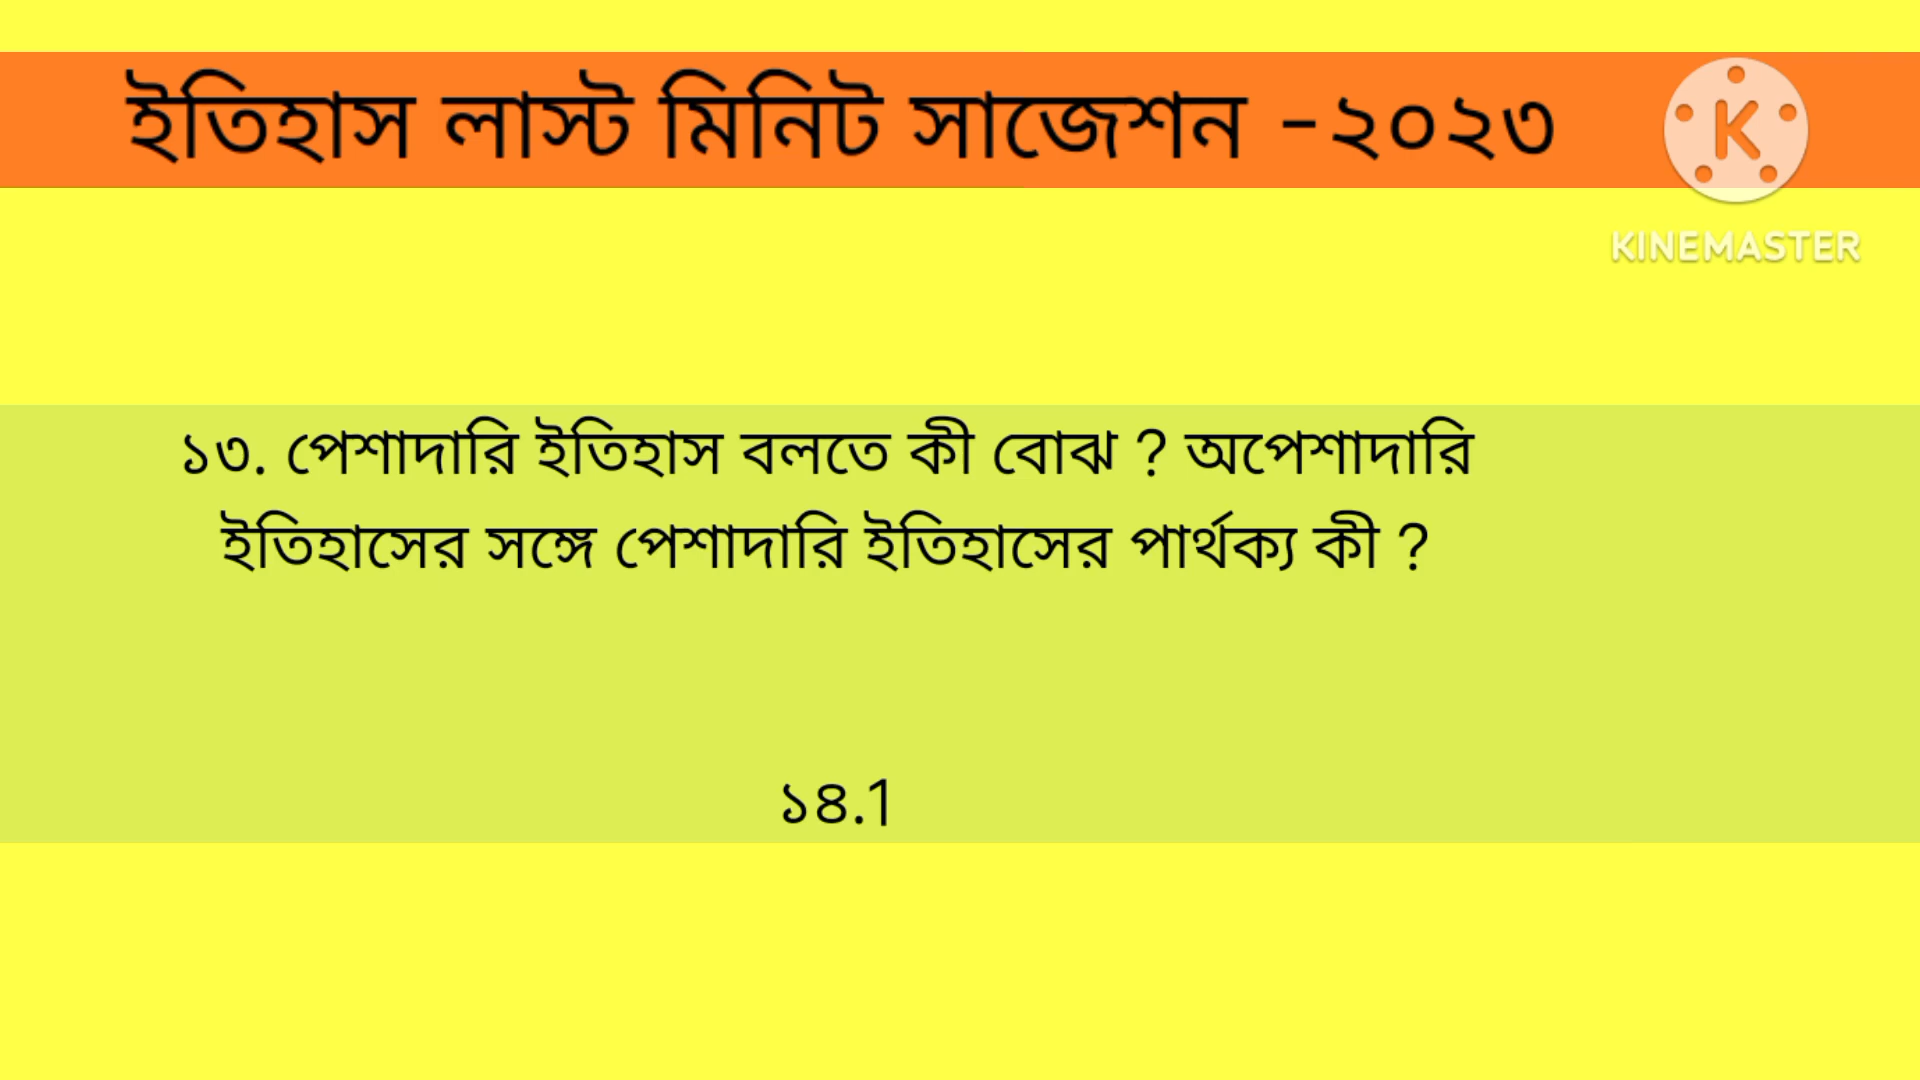 ইতিহাস লাস্ট মিনিট সাজেশন -২০২৩
K
KINEMASTER
১৩. পেশাদারি ইতিহাস বলতে কী বোঝ ? অপেশাদারি
ইতিহাসের সঙ্গে পেশাদারি ইতিহাসের পার্থক্য কী ?
১৪.1